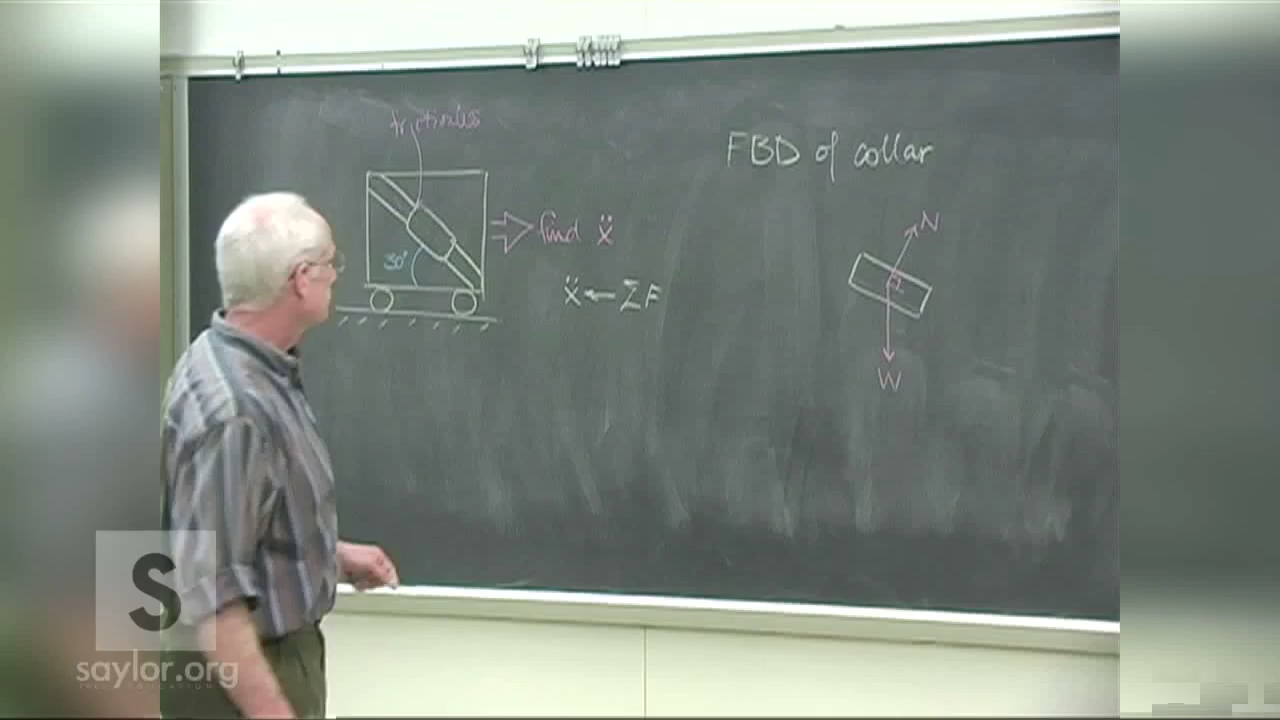 frictionless
FBD of collar
30°
find ẍ
ẍ ← ΣF
N
W
S
saylor.org